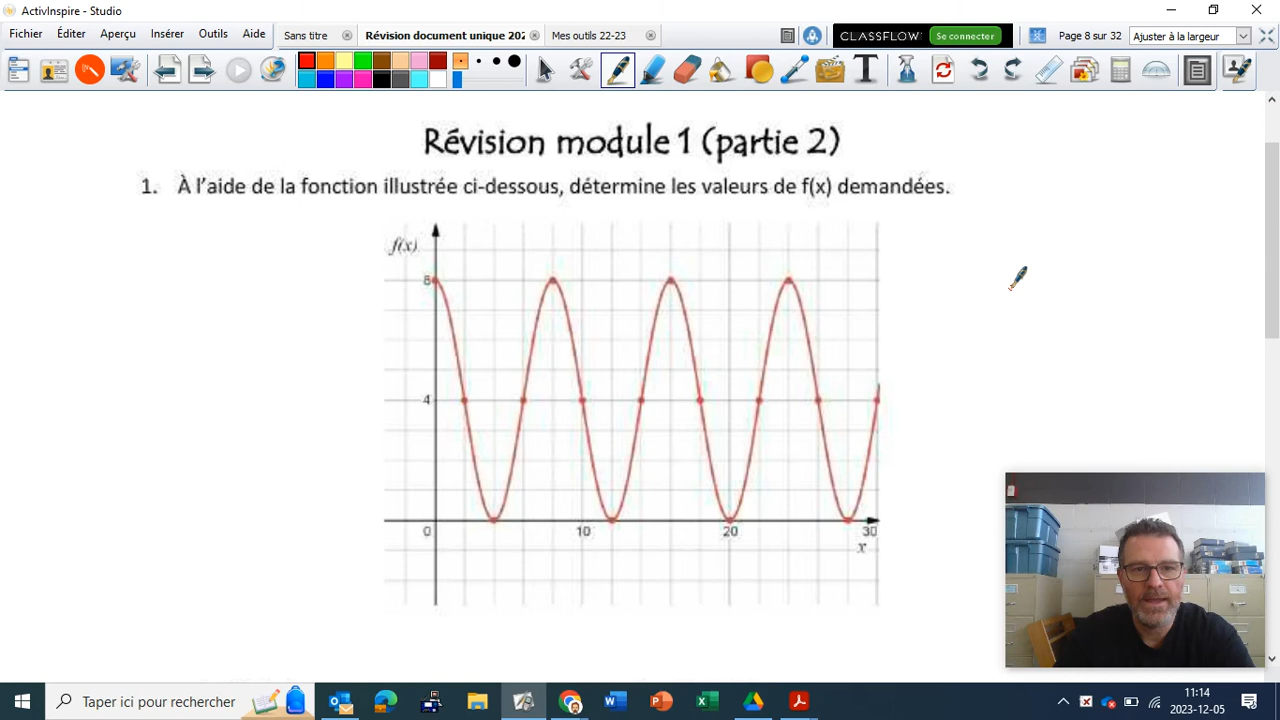 ActivInspire - Studio
Fichier Éditer Aperçu Insérer Outils Aide
Sans titre
Révision document unique 202
Mes outils 22-23
CLASSFLOW
Se connecter
Page 8 sur 32
Ajuster à la largeur
Révision module 1 (partie 2)
1. À l'aide de la fonction illustrée ci-dessous, détermine les valeurs de f(x) demandées.
f(x)
8
4
0 10 20 30
x
Taper ici pour rechercher
11:14
2023-12-05